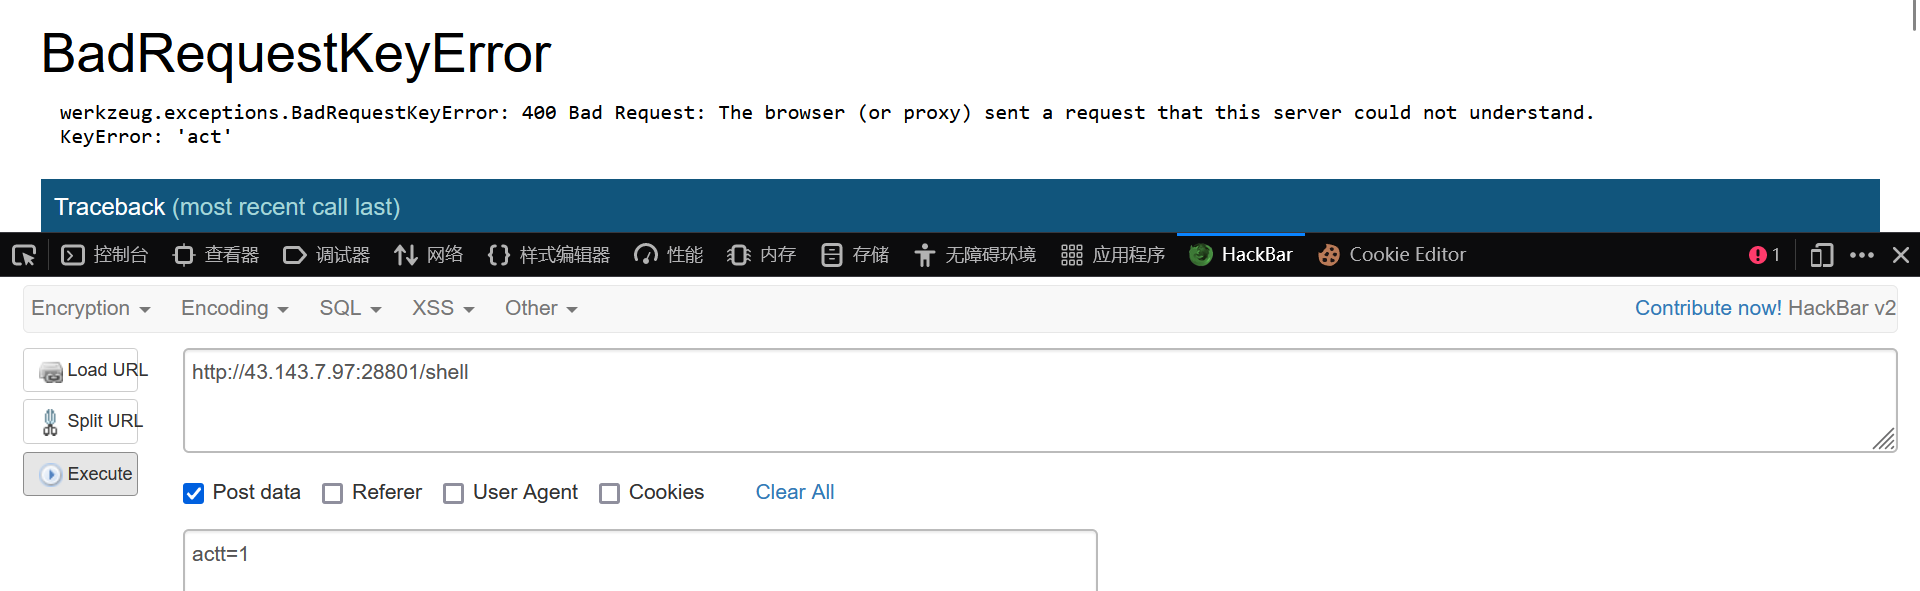 BadRequestKeyError
werkzeug.exceptions.BadRequestKeyError: 400 Bad Request: The browser (or proxy) sent a request that this server could not understand.
KeyError: 'act'
Traceback (most recent call last)
控制台 查看器 调试器 网络 样式编辑器 性能 内存 存储 无障碍环境 应用程序 HackBar Cookie Editor 1
Encryption Encoding SQL XSS Other Contribute now! HackBar v2
Load URL http://43.143.7.97:28801/shell
Split URL
Execute
Post data Referer User Agent Cookies Clear All
actt=1